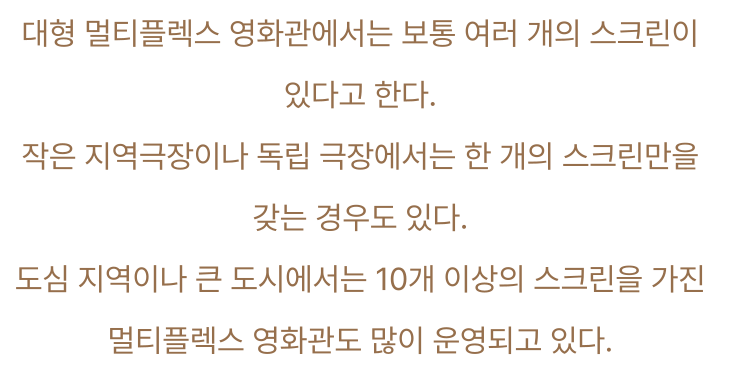 대형 멀티플렉스 영화관에서는 보통 여러 개의 스크린이
있다고 한다.
작은 지역극장이나 독립 극장에서는 한 개의 스크린만을
갖는 경우도 있다.
도심 지역이나 큰 도시에서는 10개 이상의 스크린을 가진
멀티플렉스 영화관도 많이 운영되고 있다.